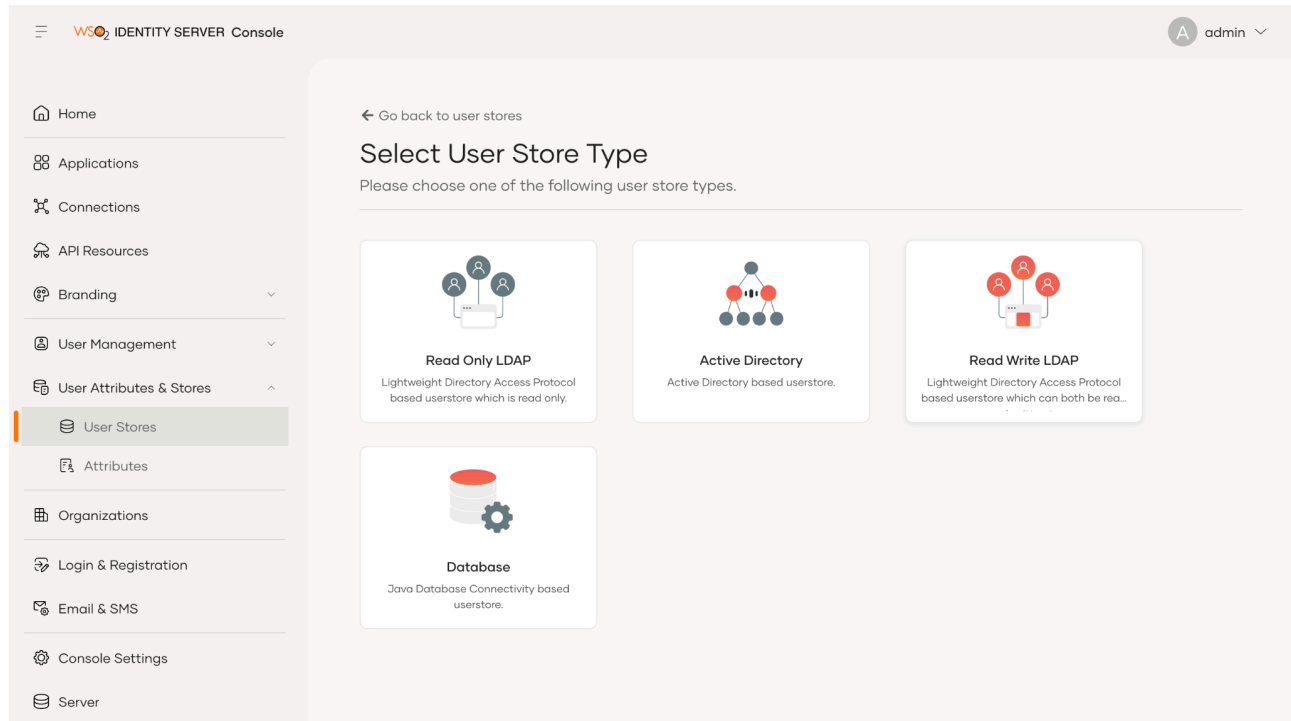 WSO2 IDENTITY SERVER Console
A admin
Home
Applications
Connections
API Resources
Branding
User Management
User Attributes & Stores
User Stores
Attributes
Organizations
Login & Registration
Email & SMS
Console Settings
Server
Go back to user stores
Select User Store Type
Please choose one of the following user store types.
Read Only LDAP
Lightweight Directory Access Protocol
based userstore which is read only.
Active Directory
Active Directory based userstore.
Read Write LDAP
Lightweight Directory Access Protocol
based userstore which can both be rea...
Database
Java Database Connectivity based
userstore.